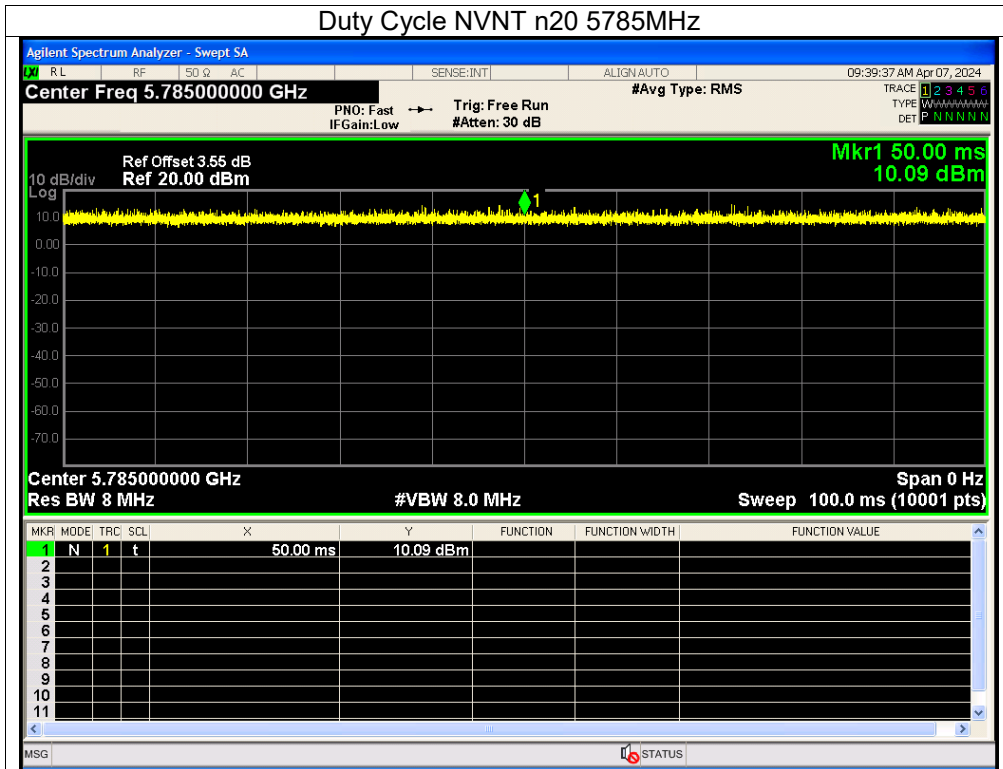 Duty Cycle NVNT n20 5785MHz
Agilent Spectrum Analyzer - Swept SA
LXI RL RF 50 Ω AC SENSE:INT ALIGN AUTO 09:39:37 AM Apr 07, 2024
Center Freq 5.785000000 GHz #Avg Type: RMS TRACE 1 2 3 4 5 6
PNO: Fast Trig: Free Run TYPE WWWWWW
IFGain:Low #Atten: 30 dB DET P N N N N N
Mkr1 50.00 ms
Ref Offset 3.55 dB
10 dB/div Ref 20.00 dBm 10.09 dBm
Log
1
10.0
0.00
-10.0
-20.0
-30.0
-40.0
-50.0
-60.0
-70.0
Center 5.785000000 GHz Span 0 Hz
Res BW 8 MHz #VBW 8.0 MHz Sweep 100.0 ms (10001 pts)
MKR MODE TRC SCL X Y FUNCTION FUNCTION WIDTH FUNCTION VALUE
1 N 1 t 50.00 ms 10.09 dBm
2
3
4
5
6
7
8
9
10
11
MSG STATUS